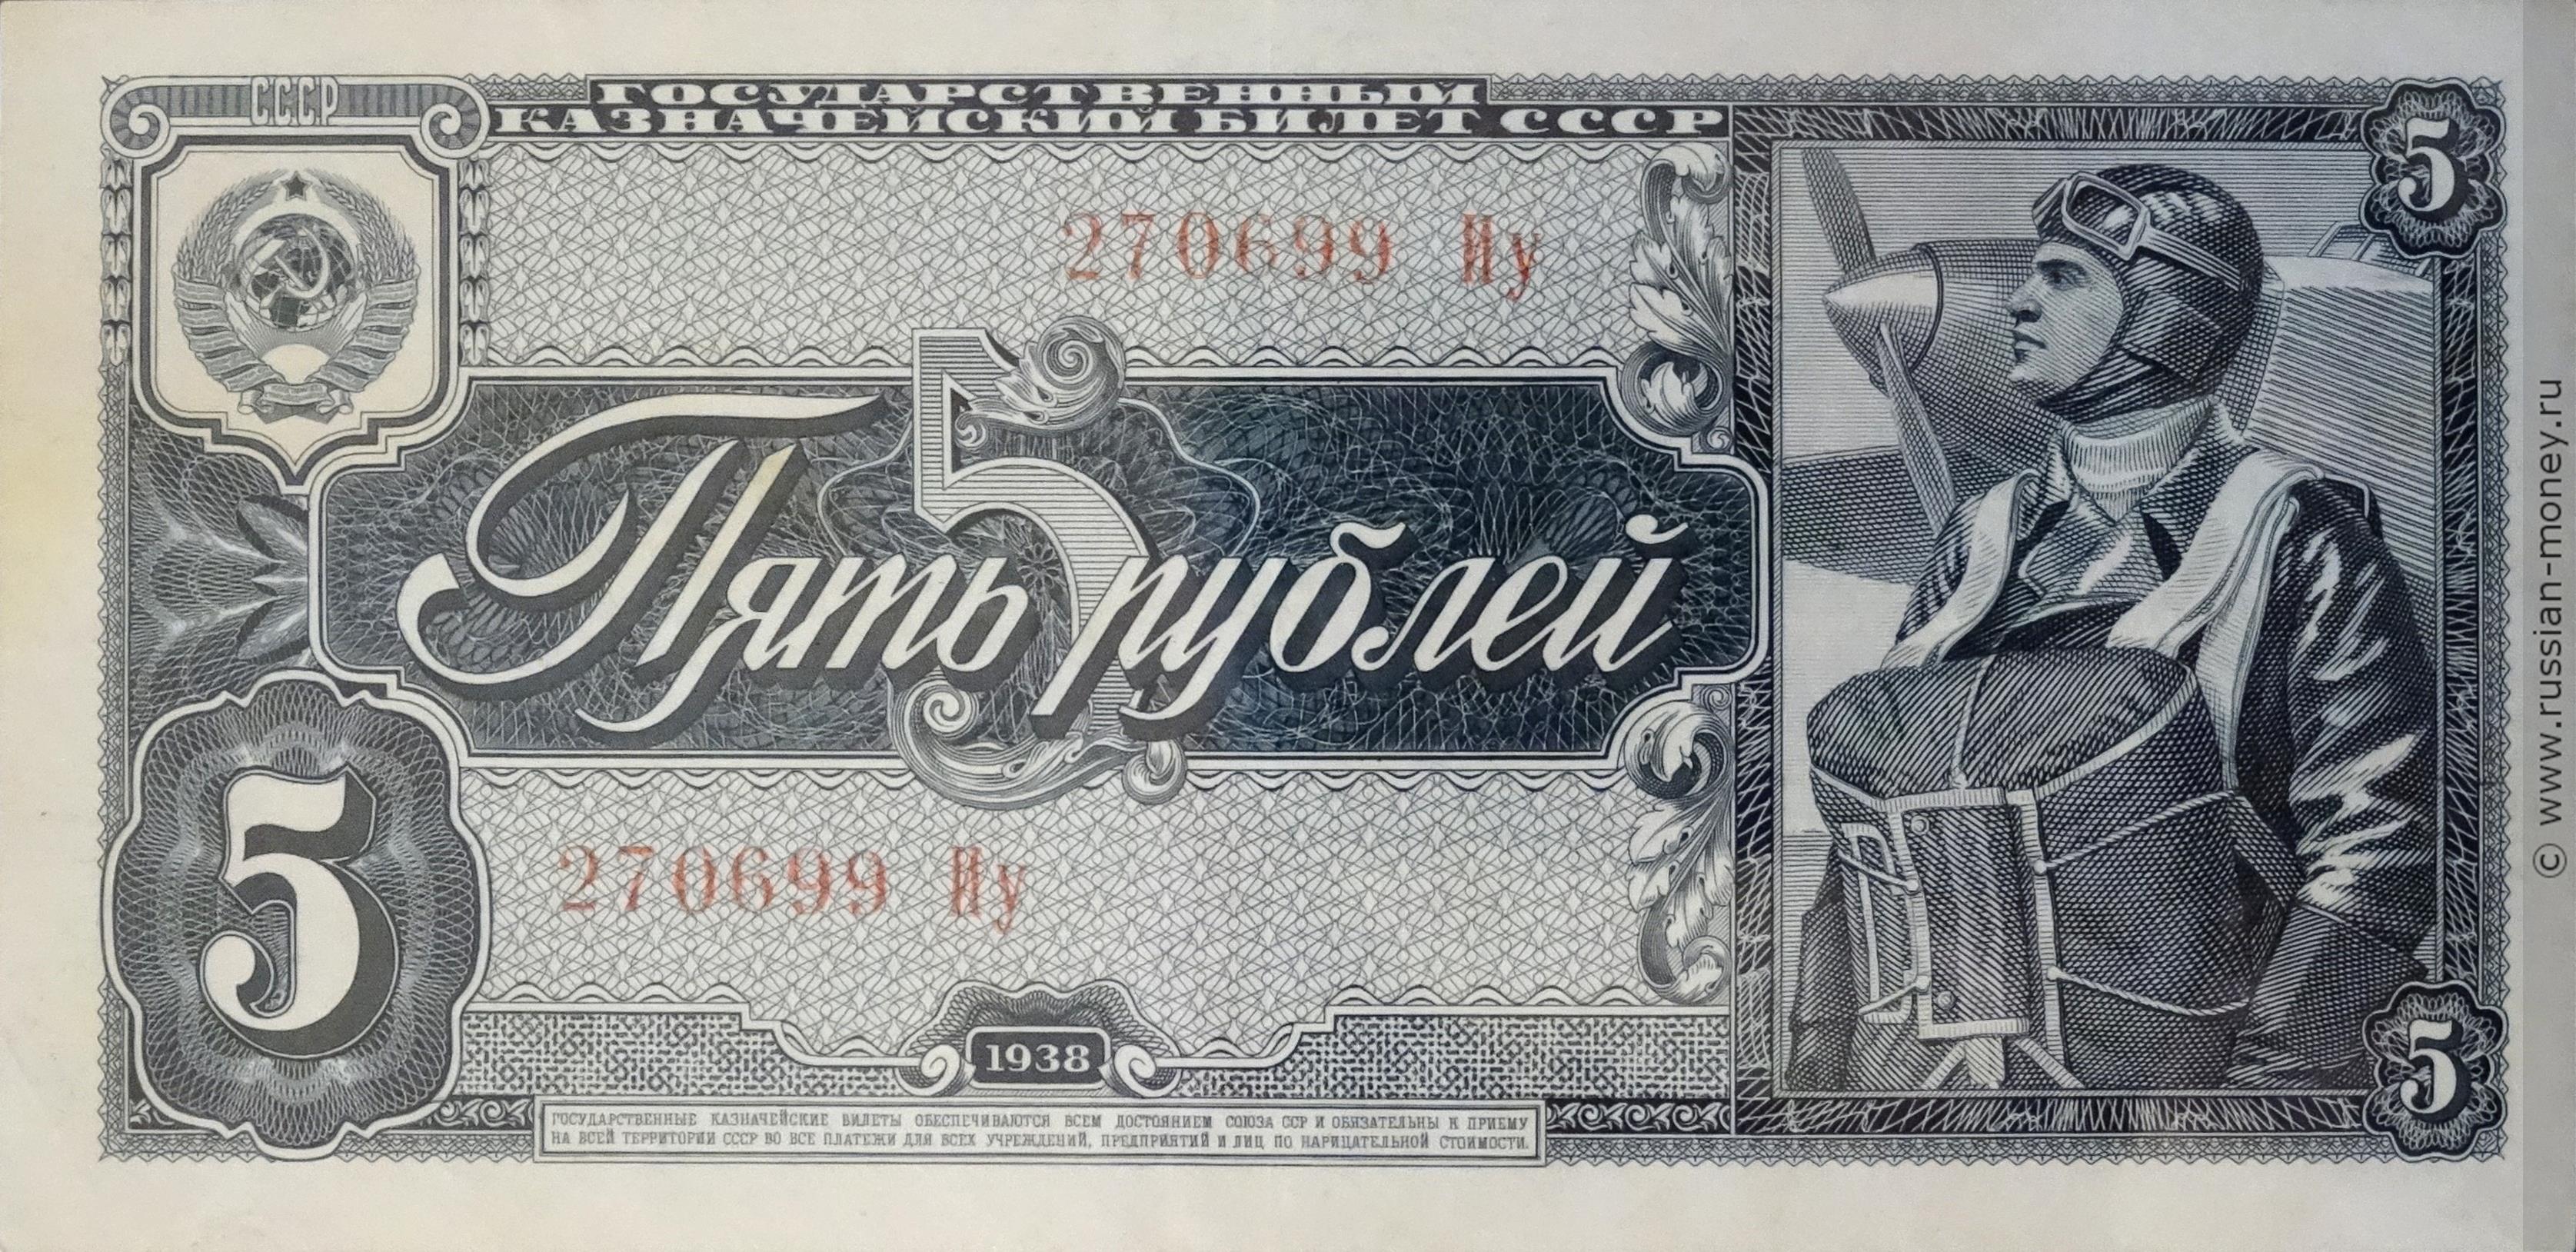 СССР
ГОСУДАРСТВЕННЫЙ
КАЗНАЧЕЙСКИЙ БИЛЕТ СССР
5
270699 Иу
5
Пять рублей
5
270699 Иу
1938
5
ГОСУДАРСТВЕННЫЕ КАЗНАЧЕЙСКИЕ БИЛЕТЫ ОБЕСПЕЧИВАЮТСЯ ВСЕМ ДОСТОЯНИЕМ СОЮЗА ССР И ОБЯЗАТЕЛЬНЫ К ПРИЕМУ
НА ВСЕЙ ТЕРРИТОРИИ СССР ВО ВСЕ ПЛАТЕЖИ ДЛЯ ВСЕХ УЧРЕЖДЕНИЙ, ПРЕДПРИЯТИЙ И ЛИЦ ПО НАРИЦАТЕЛЬНОЙ СТОИМОСТИ.
© www.russian-money.ru